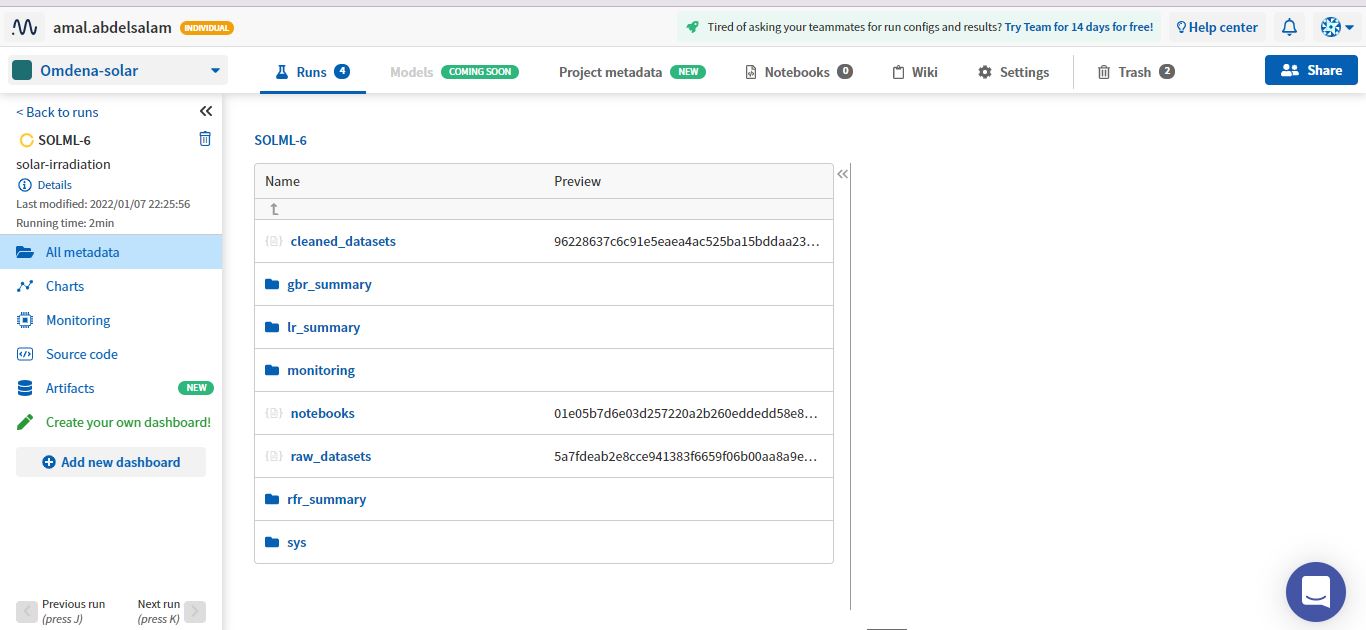 amal.abdelsalam INDIVIDUAL Tired of asking your teammates for run configs and results? Try Team for 14 days for free! Help center
Omdena-solar Runs 4 Models COMING SOON Project metadata NEW Notebooks 0 Wiki Settings Trash 2 Share
< Back to runs
SOLML-6
solar-irradiation
Details
Last modified: 2022/01/07 22:25:56
Running time: 2min
All metadata
Charts
Monitoring
Source code
Artifacts NEW
Create your own dashboard!
Add new dashboard
Previous run Next run
(press J) (press K)
SOLML-6
Name Preview
cleaned_datasets 96228637c6c91e5eaea4ac525ba15bddaa23...
gbr_summary
lr_summary
monitoring
notebooks 01e05b7d6e03d257220a2b260eddedd58e8...
raw_datasets 5a7fdeab2e8cce941383f6659f06b00aa8a9e...
rfr_summary
sys